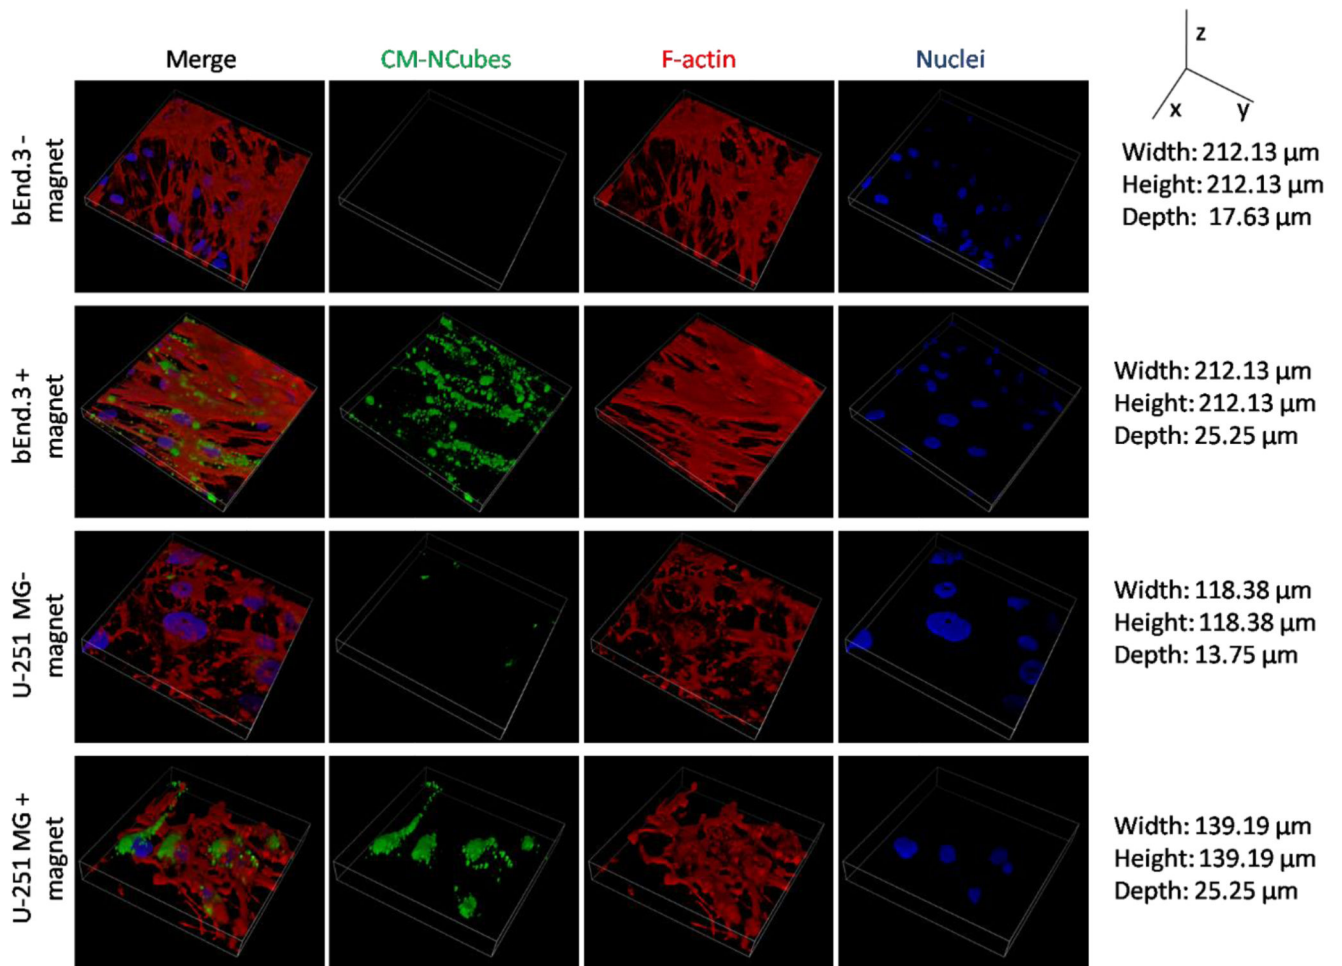 z
x
y
Merge
CM-NCubes
F-actin
Nuclei
bEnd.3 -
magnet
Width: 212.13 µm
Height: 212.13 µm
Depth: 17.63 µm
bEnd.3 +
magnet
Width: 212.13 µm
Height: 212.13 µm
Depth: 25.25 µm
U-251 MG-
magnet
Width: 118.38 µm
Height: 118.38 µm
Depth: 13.75 µm
U-251 MG +
magnet
Width: 139.19 µm
Height: 139.19 µm
Depth: 25.25 µm